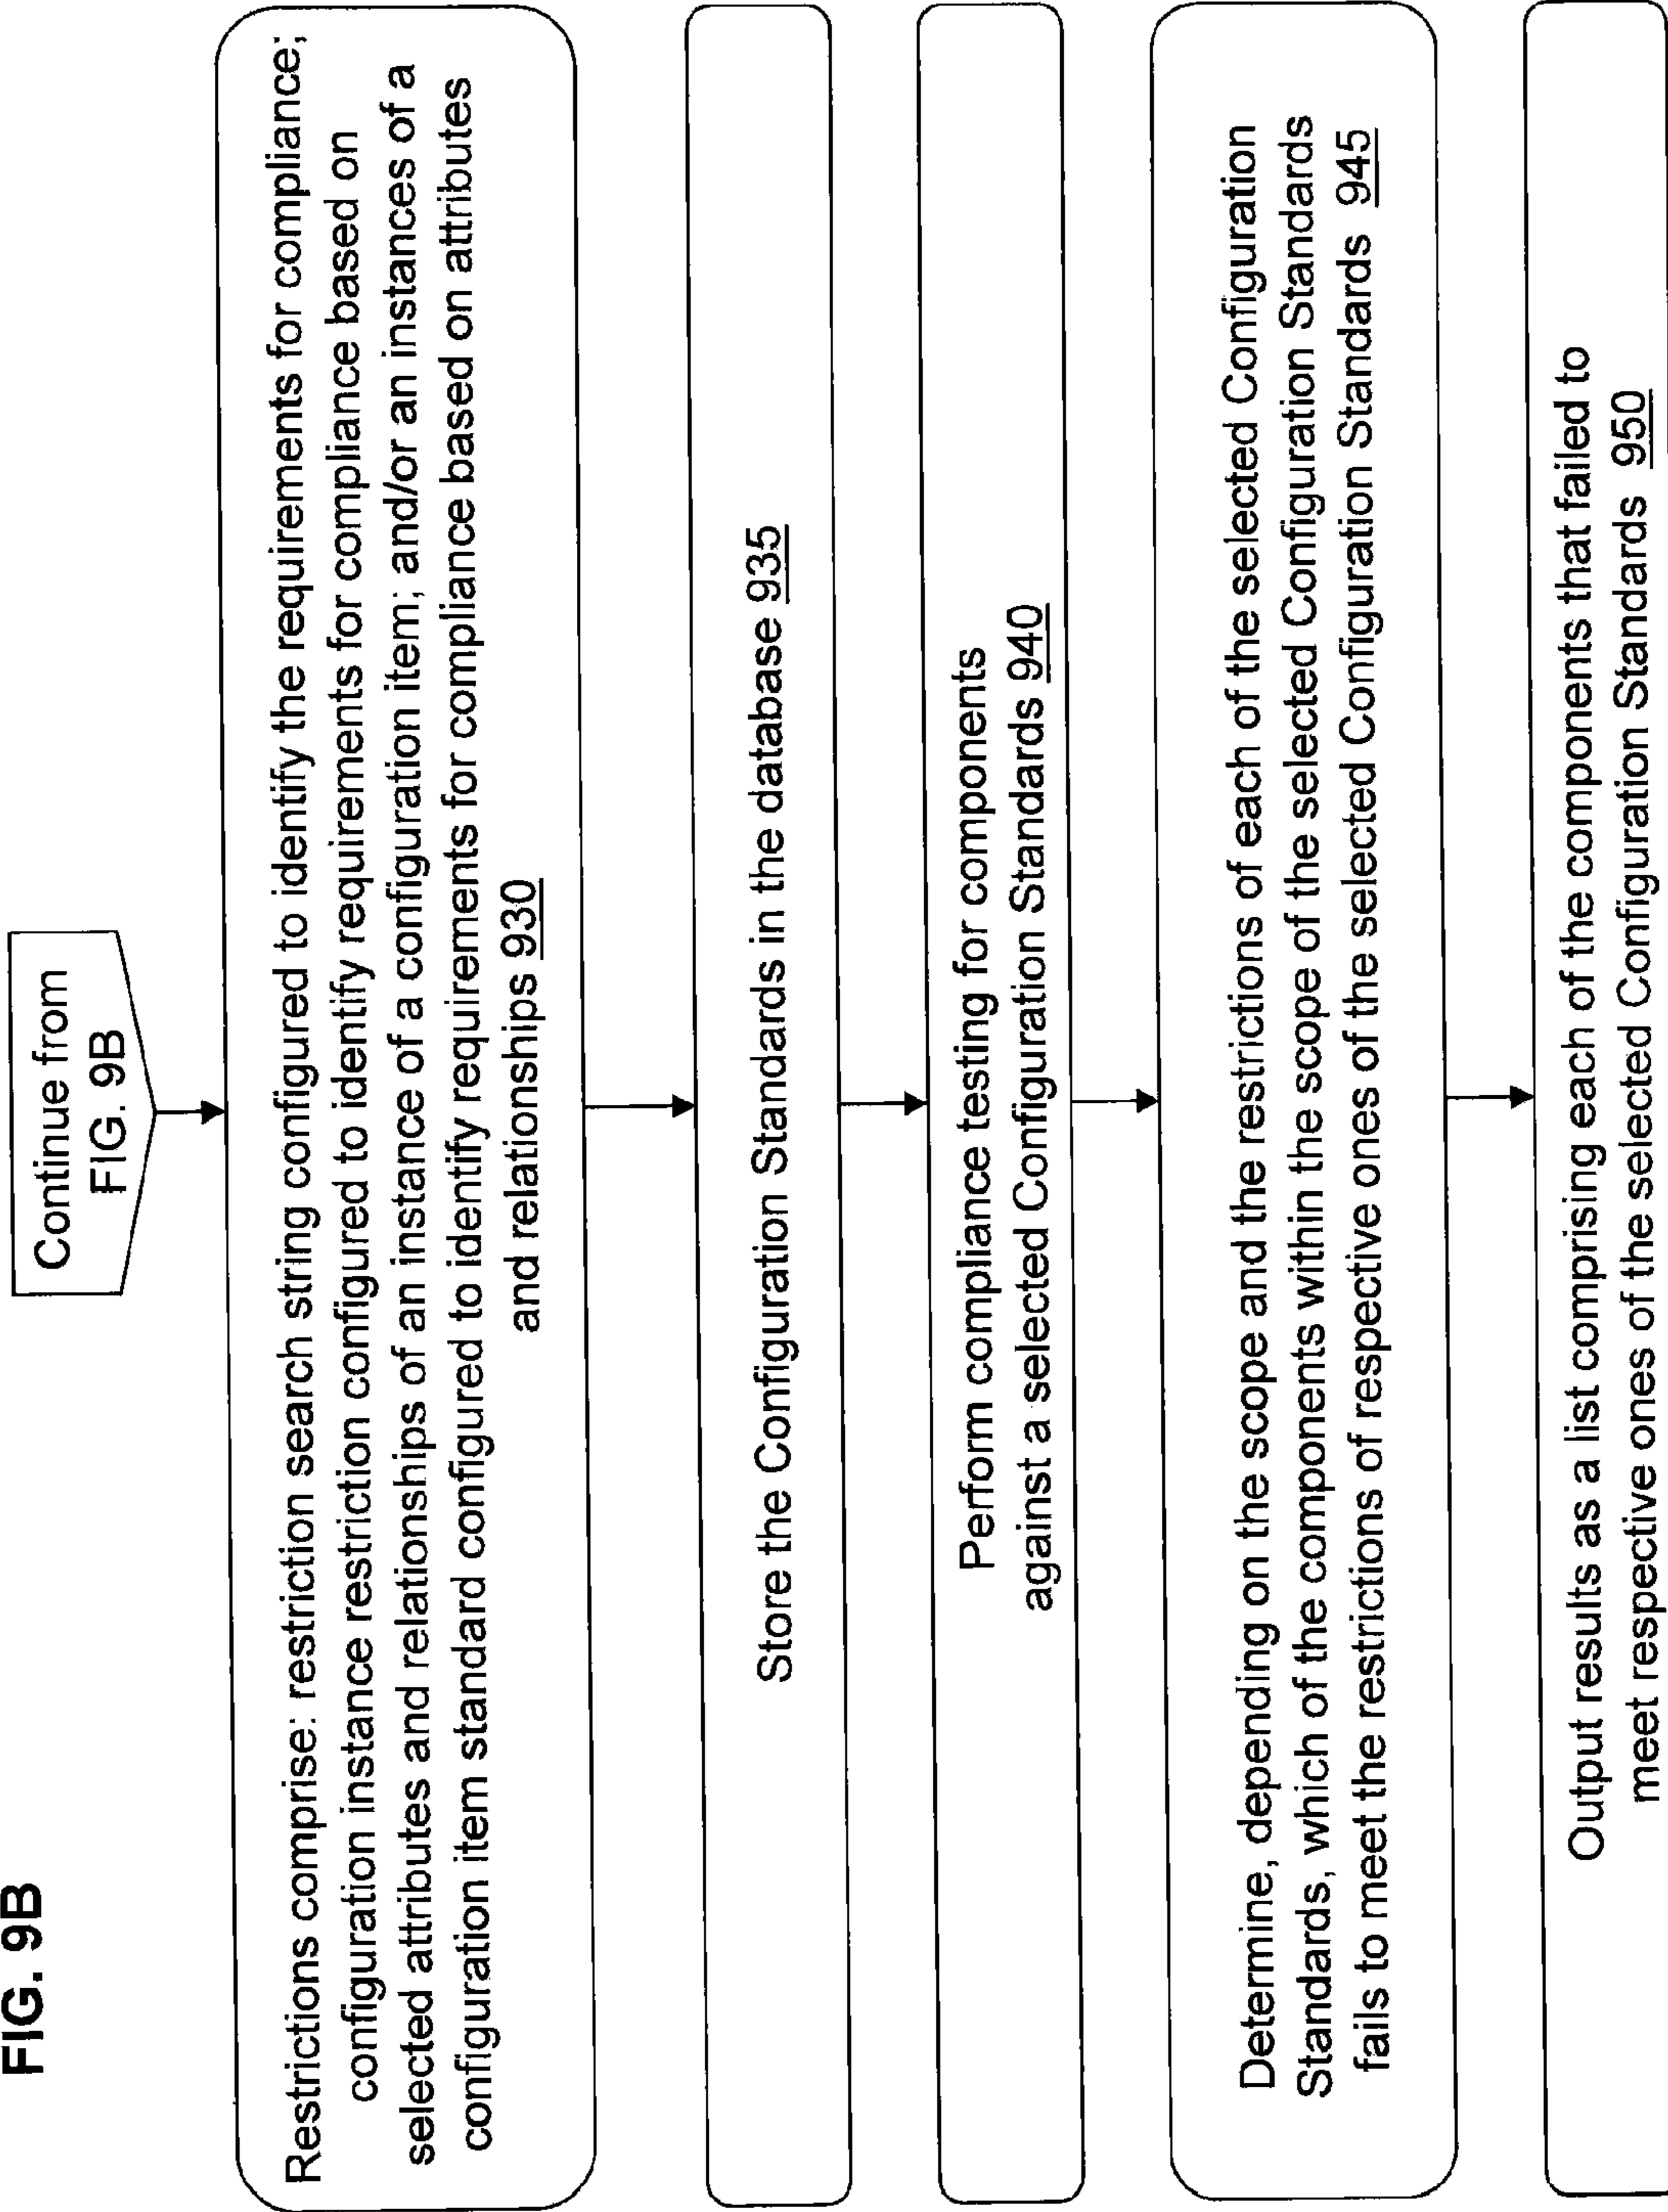 FIG. 9B
Continue from
FIG. 9B
Restrictions comprise: restriction search string configured to identify the requirements for compliance;
configuration instance restriction configured to identify requirements for compliance based on
selected attributes and relationships of an instance of a configuration item; and/or an instances of a
configuration item standard configured to identify requirements for compliance based on attributes
and relationships 930
Store the Configuration Standards in the database 935
Perform compliance testing for components
against a selected Configuration Standards 940
Determine, depending on the scope and the restrictions of each of the selected Configuration
Standards, which of the components within the scope of the selected Configuration Standards
fails to meet the restrictions of respective ones of the selected Configuration Standards 945
Output results as a list comprising each of the components that failed to
meet respective ones of the selected Configuration Standards 950